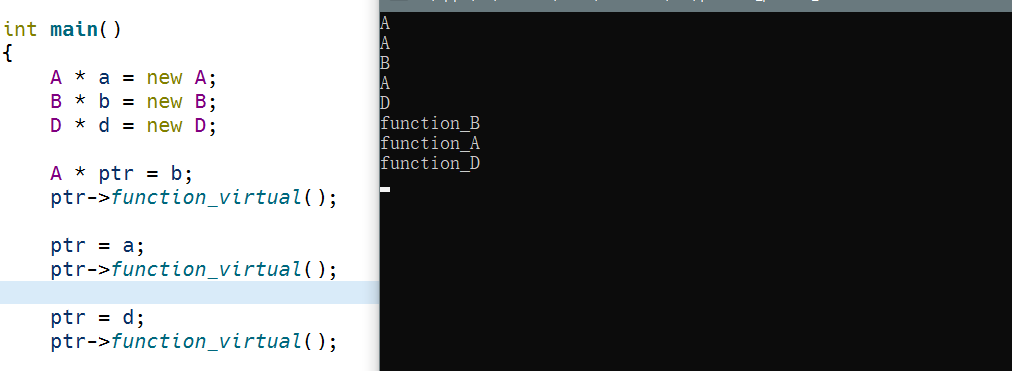 int main()
{
    A * a = new A;
    B * b = new B;
    D * d = new D;
    A * ptr = b;
    ptr->function_virtual();
    ptr = a;
    ptr->function_virtual();
    ptr = d;
    ptr->function_virtual();
A
A
B
A
D
function_B
function_A
function_D